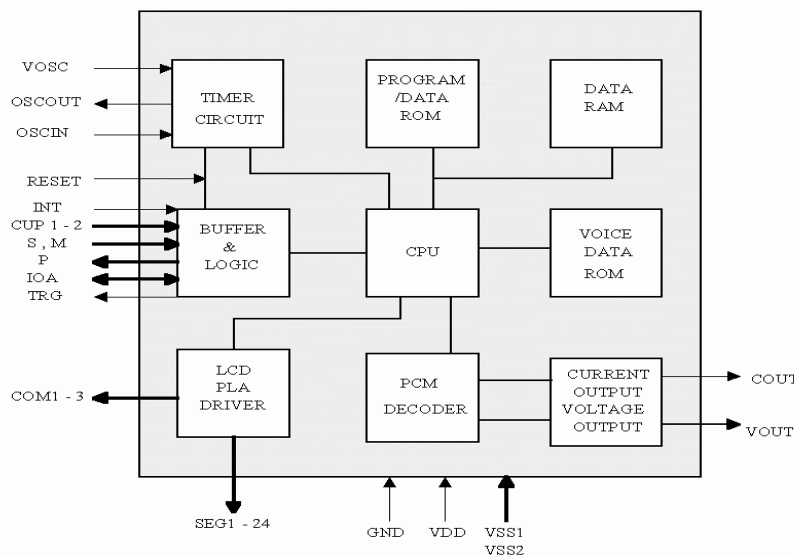 VOSC
OSCOUT
OSCIN
RESET
INT
CUP 1 - 2
S , M
P
IOA
TRG
COM1 - 3
TIMER
CIRCUIT
PROGRAM
/DATA
ROM
DATA
RAM
BUFFER
&
LOGIC
CPU
VOICE
DATA
ROM
LCD
PLA
DRIVER
PCM
DECODER
CURRENT
OUTPUT
VOLTAGE
OUTPUT
COUT
VOUT
SEG1 - 24
GND
VDD
VSS1
VSS2